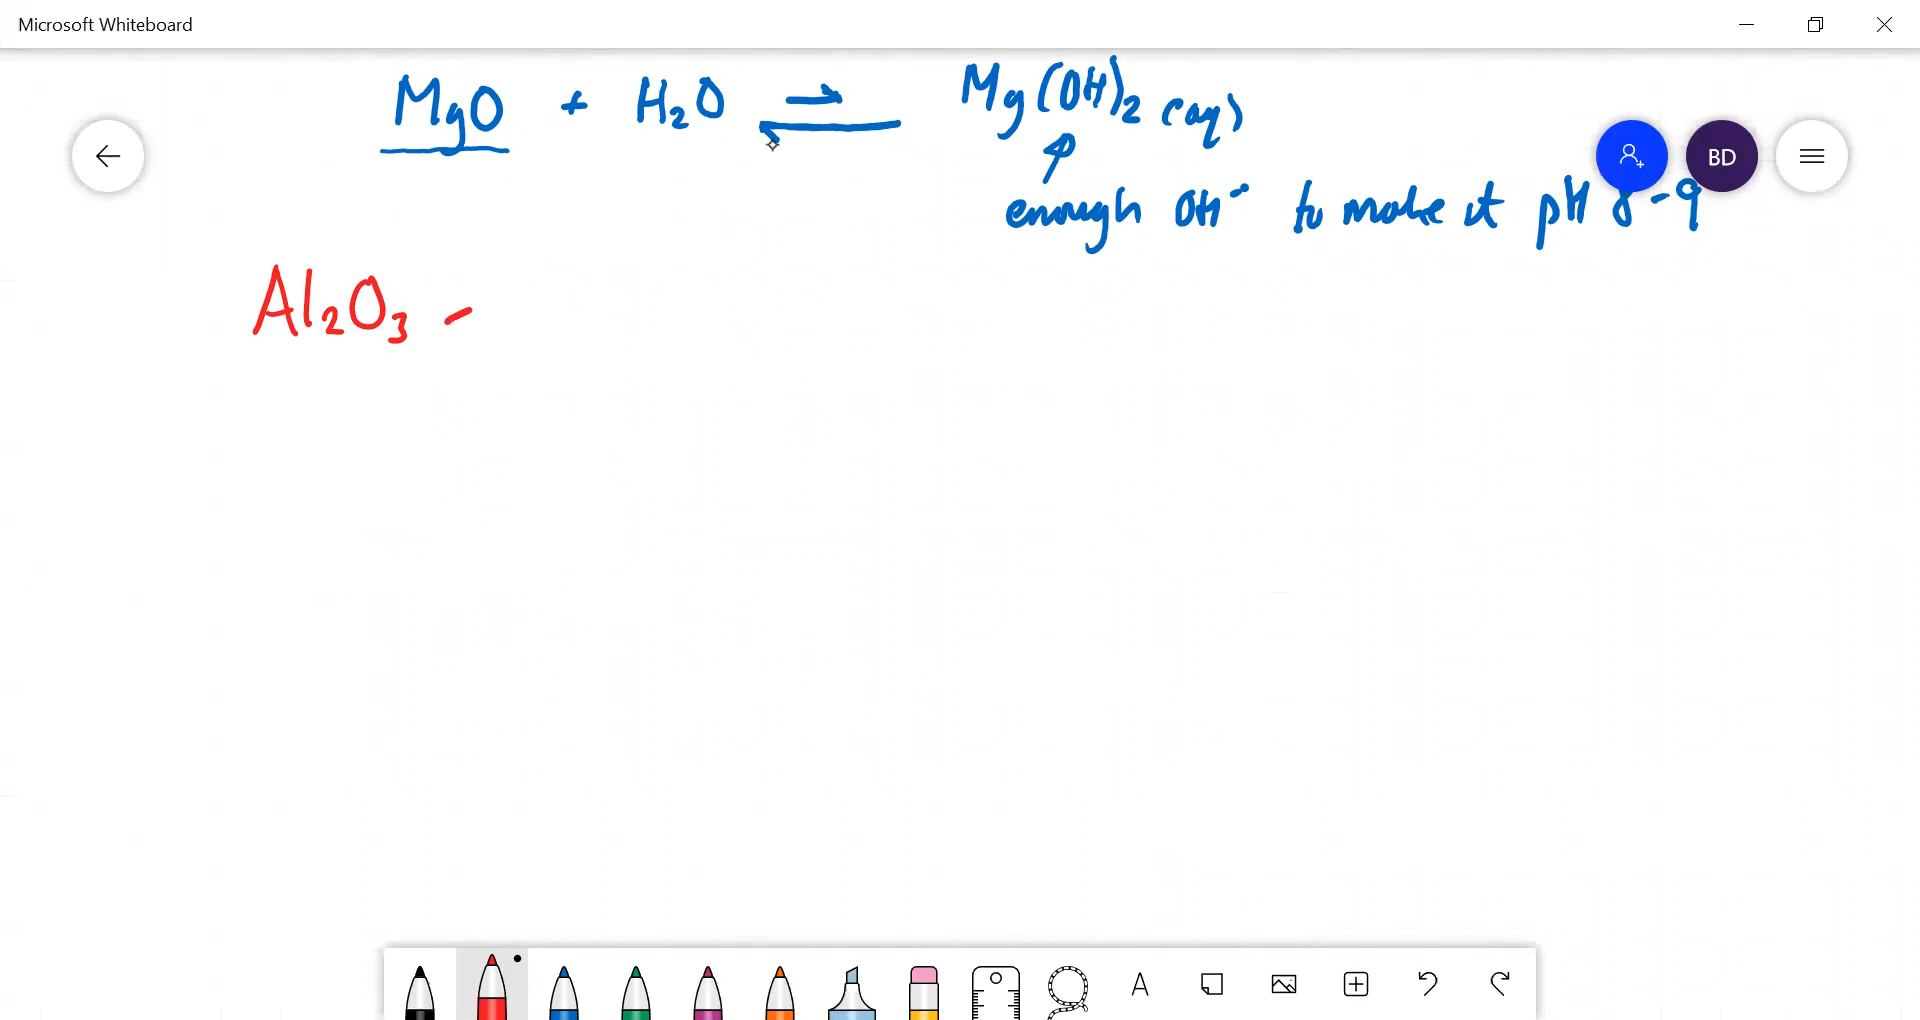 Microsoft Whiteboard
MgO + H₂O ⇌ Mg(OH)₂ (aq)
BD
enough OH⁻ to make it pH 8-9
Al₂O₃ -
A